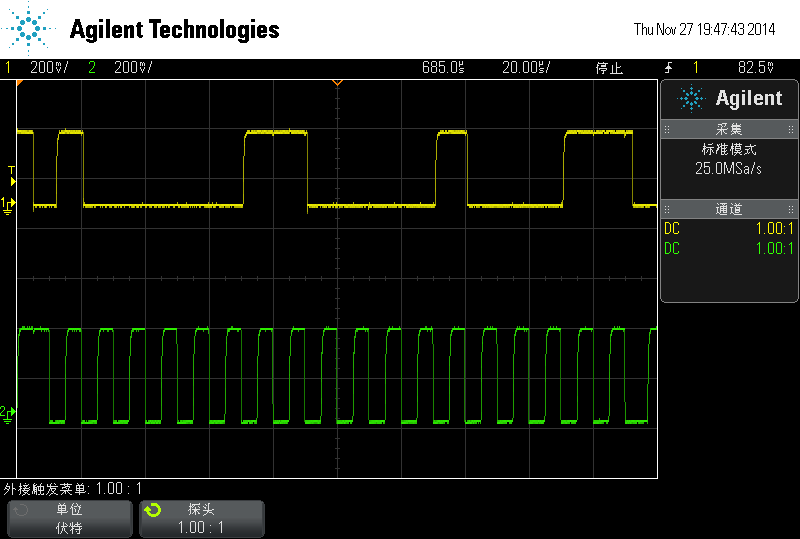 Agilent Technologies
Thu Nov 27 19:47:43 2014
1 200mV/ 2 200mV/ 685.0us 20.00us/ 停止 1 82.5mV
Agilent
采集
标准模式
25.0MSa/s
通道
DC 1.00:1
DC 1.00:1
T
1
2
外接触发菜单: 1.00 : 1
单位
伏特
探头
1.00 : 1